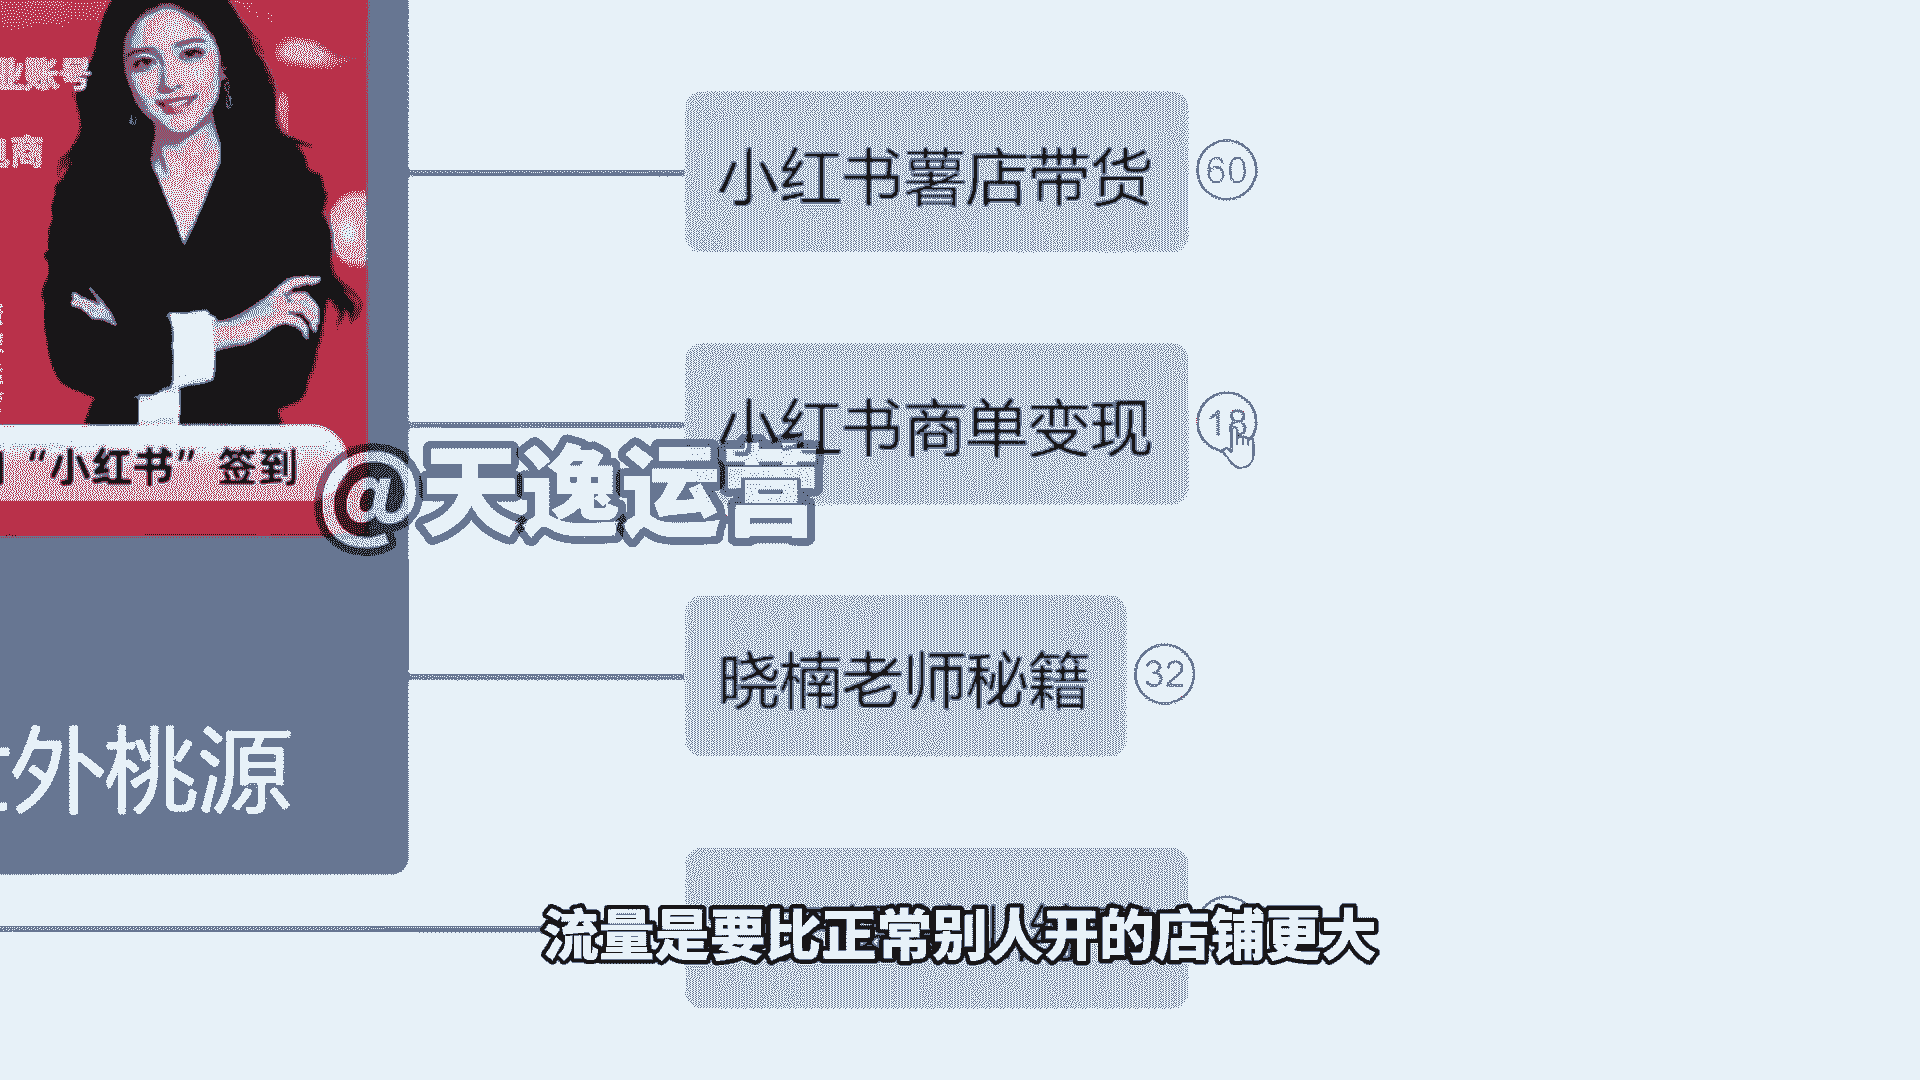 业账号
电商
小红书薯店带货
60
小红书商单变现
18
“小红书”签到
@天逸运营
晓楠老师秘籍
32
世外桃源
流量是要比正常别人开的店铺更大